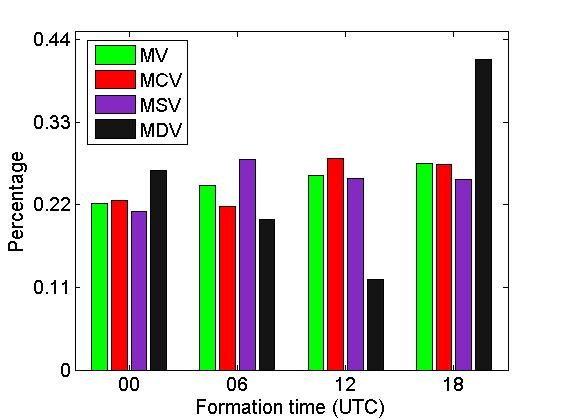 0.44
0.33
0.22
0.11
0
Percentage
MV
MCV
MSV
MDV
00 06 12 18
Formation time (UTC)